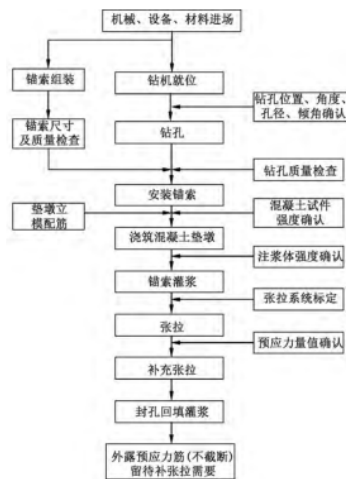 机械、设备、材料进场
锚索组装
钻机就位
钻孔位置、角度、
孔径、倾角确认
锚索尺寸
及质量检查
钻孔
钻孔质量检查
安装锚索
垫墩立
模配筋
混凝土试件
强度确认
浇筑混凝土垫墩
注浆体强度确认
锚索灌浆
张拉系统标定
张拉
预应力量值确认
补充张拉
封孔回填灌浆
外露预应力筋(不截断)
留待补张拉需要